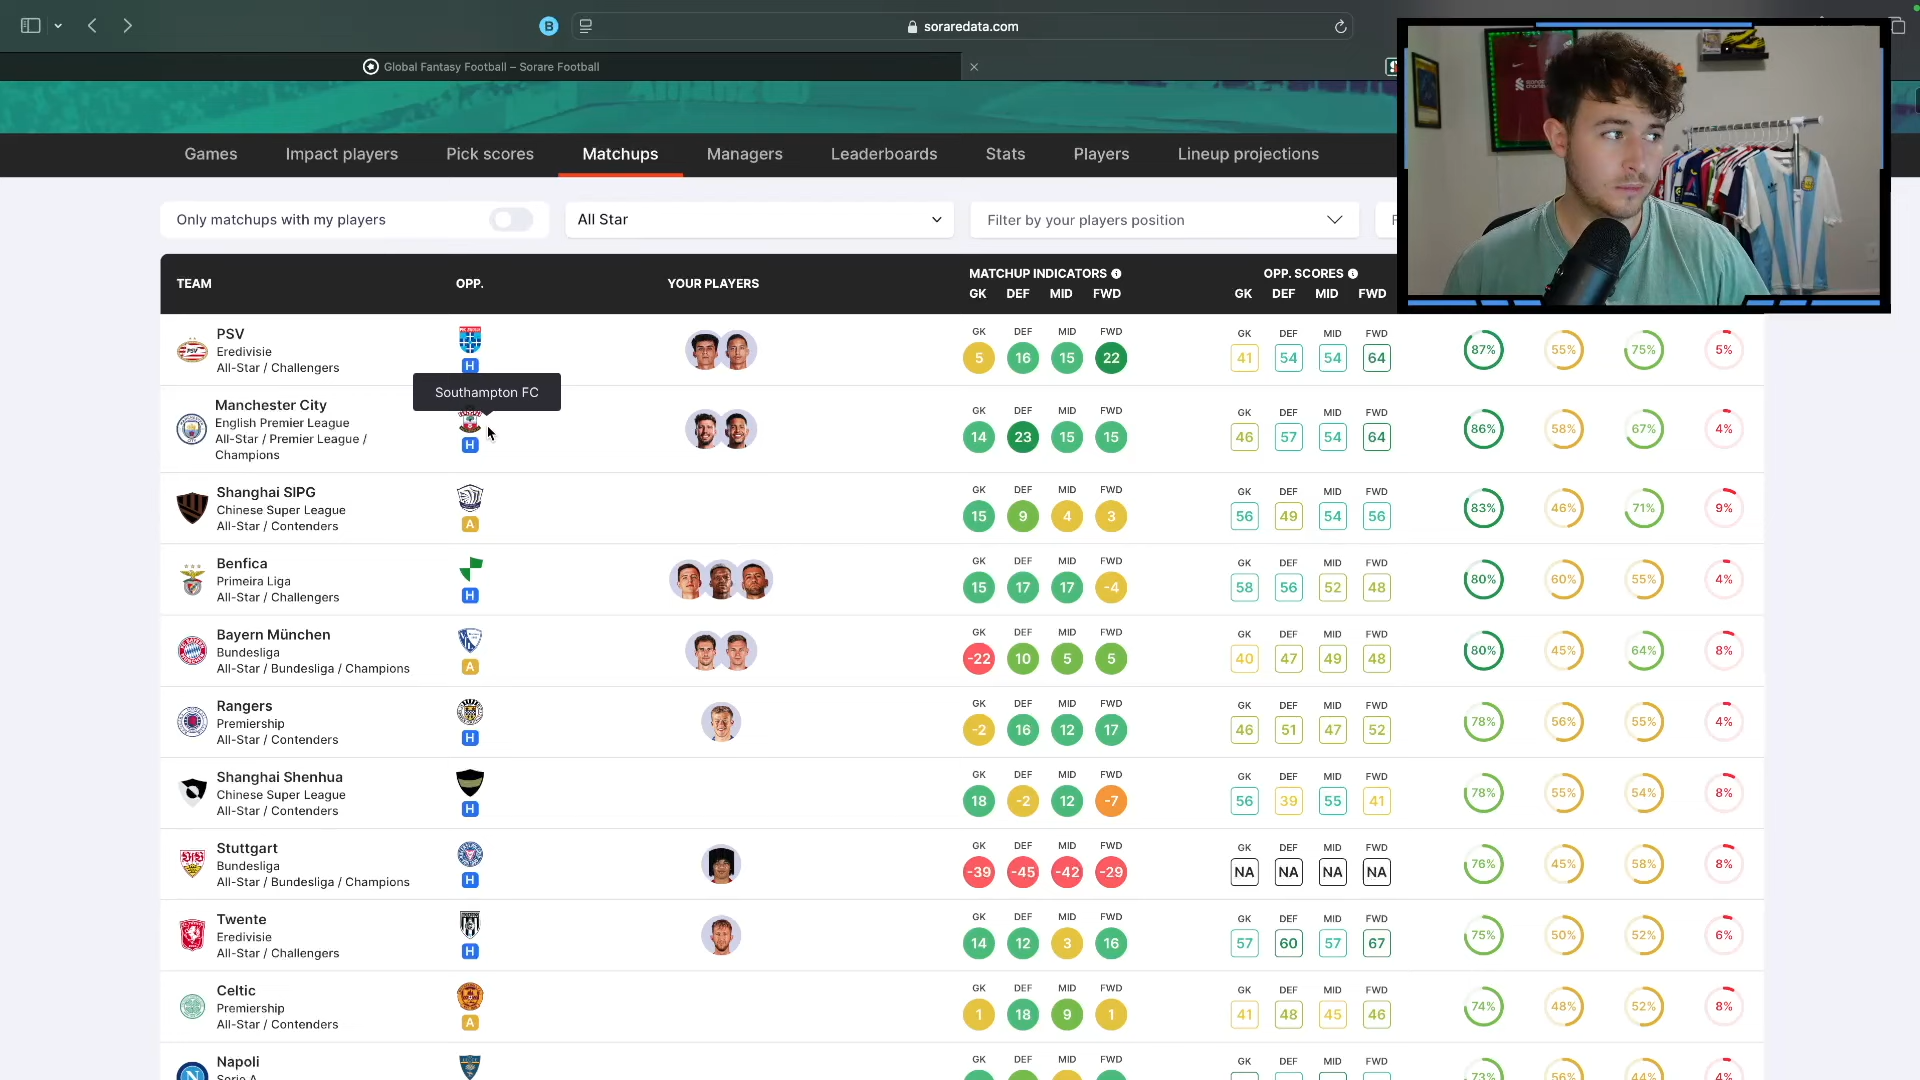 soraredata.com
Global Fantasy Football – Sorare Football
Games Impact players Pick scores Matchups Managers Leaderboards Stats Players Lineup projections
Only matchups with my players
All Star
Filter by your players position
TEAM OPP. YOUR PLAYERS MATCHUP INDICATORS OPP. SCORES
GK DEF MID FWD GK DEF MID FWD
PSV
Eredivisie
All-Star / Challengers
PEC ZWOLLE
H
GK DEF MID FWD GK DEF MID FWD
5 16 15 22 41 54 54 64 87% 55% 75% 5%
Southampton FC
Manchester City
English Premier League
All-Star / Premier League /
Champions
H
GK DEF MID FWD GK DEF MID FWD
14 23 15 15 46 57 54 64 86% 58% 67% 4%
Shanghai SIPG
Chinese Super League
All-Star / Contenders
A
GK DEF MID FWD GK DEF MID FWD
15 9 4 3 56 49 54 56 83% 46% 71% 9%
Benfica
Primeira Liga
All-Star / Challengers
H
GK DEF MID FWD GK DEF MID FWD
15 17 17 -4 58 56 52 48 80% 60% 55% 4%
Bayern München
Bundesliga
All-Star / Bundesliga / Champions
A
GK DEF MID FWD GK DEF MID FWD
-22 10 5 5 40 47 49 48 80% 45% 64% 8%
Rangers
Premiership
All-Star / Contenders
H
GK DEF MID FWD GK DEF MID FWD
-2 16 12 17 46 51 47 52 78% 56% 55% 4%
Shanghai Shenhua
Chinese Super League
All-Star / Contenders
H
GK DEF MID FWD GK DEF MID FWD
18 -2 12 -7 56 39 55 41 78% 55% 54% 8%
Stuttgart
Bundesliga
All-Star / Bundesliga / Champions
H
GK DEF MID FWD GK DEF MID FWD
-39 -45 -42 -29 NA NA NA NA 76% 45% 58% 8%
Twente
Eredivisie
All-Star / Challengers
H
GK DEF MID FWD GK DEF MID FWD
14 12 3 16 57 60 57 67 75% 50% 52% 6%
Celtic
Premiership
All-Star / Contenders
A
GK DEF MID FWD GK DEF MID FWD
1 18 9 1 41 48 45 46 74% 48% 52% 8%
Napoli
Serie A
GK DEF MID FWD GK DEF MID FWD
73% 56% 44% 4%